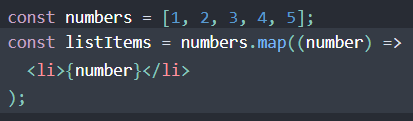 const numbers = [1, 2, 3, 4, 5];
const listItems = numbers.map((number) =>
  <li>{number}</li>
);